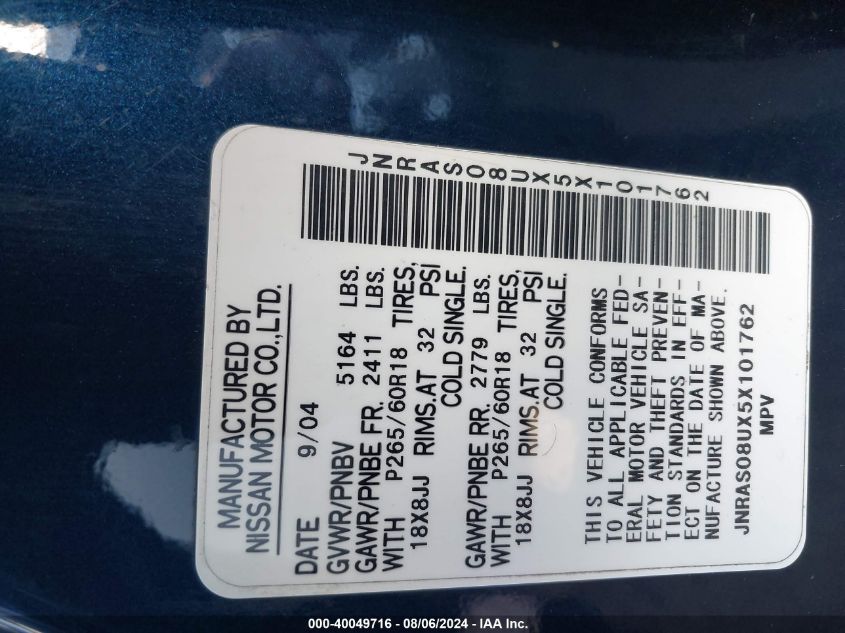 MANUFACTURED BY
NISSAN MOTOR CO.,LTD.
DATE 9/04
GVWR/PNBV 5164 LBS.
GAWR/PNBE FR. 2411 LBS.
WITH P265/60R18 TIRES,
18X8JJ RIMS.AT 32 PSI
COLD SINGLE.
GAWR/PNBE RR. 2779 LBS.
WITH P265/60R18 TIRES,
18X8JJ RIMS.AT 32 PSI
COLD SINGLE.
THIS VEHICLE CONFORMS
TO ALL APPLICABLE FED-
ERAL MOTOR VEHICLE SA-
FETY AND THEFT PREVEN-
TION STANDARDS IN EFF-
ECT ON THE DATE OF MA-
NUFACTURE SHOWN ABOVE.
JNRAS08UX5X101762
MPV
JNRAS08UX5X101762
000-40049716 - 08/06/2024 - IAA Inc.